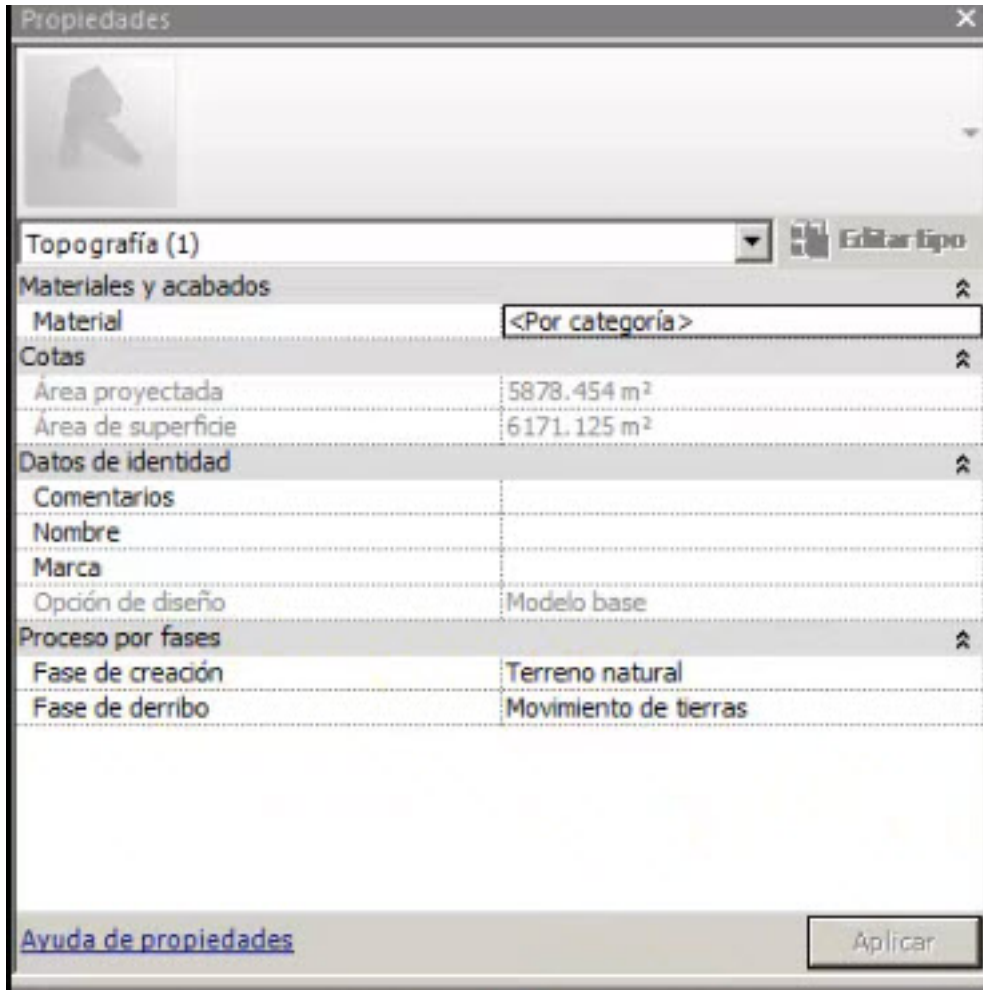 Propiedades
Topografía (1)
Editar tipo
Materiales y acabados
Material <Por categoría>
Cotas
Área proyectada 5878.454 m²
Área de superficie 6171.125 m²
Datos de identidad
Comentarios
Nombre
Marca
Opción de diseño Modelo base
Proceso por fases
Fase de creación Terreno natural
Fase de derribo Movimiento de tierras
Ayuda de propiedades
Aplicar